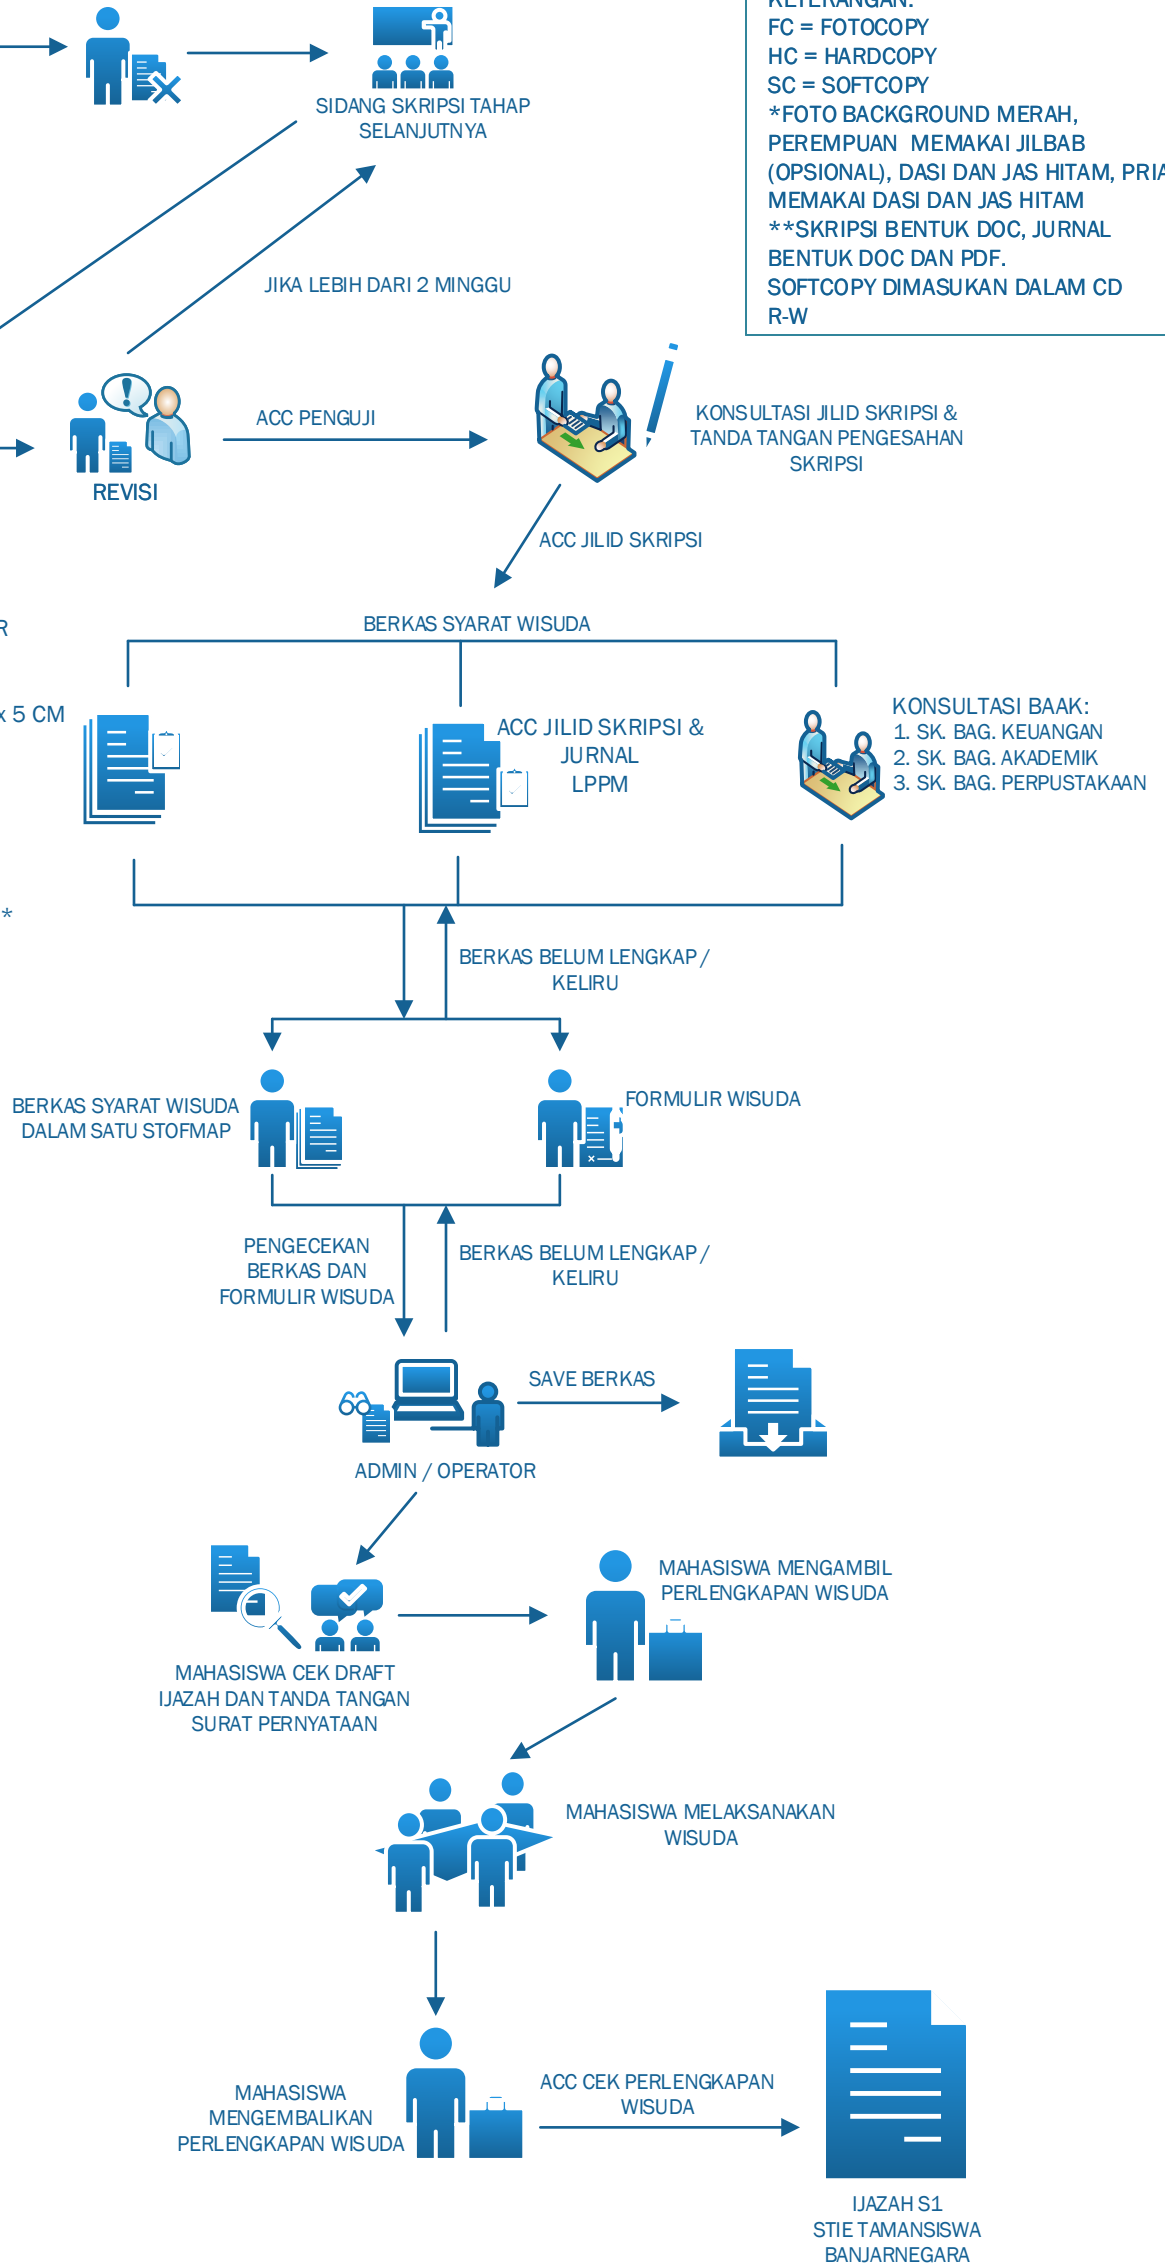 KETERANGAN:
FC = FOTOCOPY
HC = HARDCOPY
SC = SOFTCOPY
*FOTO BACKGROUND MERAH,
PEREMPUAN MEMAKAI JILBAB
(OPSIONAL), DASI DAN JAS HITAM, PRIA
MEMAKAI DASI DAN JAS HITAM
**SKRIPSI BENTUK DOC, JURNAL
BENTUK DOC DAN PDF.
SOFTCOPY DIMASUKAN DALAM CD
R-W
SIDANG SKRIPSI TAHAP
SELANJUTNYA
JIKA LEBIH DARI 2 MINGGU
REVISI
ACC PENGUJI
KONSULTASI JILID SKRIPSI &
TANDA TANGAN PENGESAHAN
SKRIPSI
ACC JILID SKRIPSI
BERKAS SYARAT WISUDA
R
x 5 CM
*
ACC JILID SKRIPSI &
JURNAL
LPPM
KONSULTASI BAAK:
1. SK. BAG. KEUANGAN
2. SK. BAG. AKADEMIK
3. SK. BAG. PERPUSTAKAAN
BERKAS BELUM LENGKAP /
KELIRU
BERKAS SYARAT WISUDA
DALAM SATU STOFMAP
FORMULIR WISUDA
PENGECEKAN
BERKAS DAN
FORMULIR WISUDA
BERKAS BELUM LENGKAP /
KELIRU
SAVE BERKAS
ADMIN / OPERATOR
MAHASISWA CEK DRAFT
IJAZAH DAN TANDA TANGAN
SURAT PERNYATAAN
MAHASISWA MENGAMBIL
PERLENGKAPAN WISUDA
MAHASISWA MELAKSANAKAN
WISUDA
MAHASISWA
MENGEMBALIKAN
PERLENGKAPAN WISUDA
ACC CEK PERLENGKAPAN
WISUDA
IJAZAH S1
STIE TAMANSISWA
BANJARNEGARA